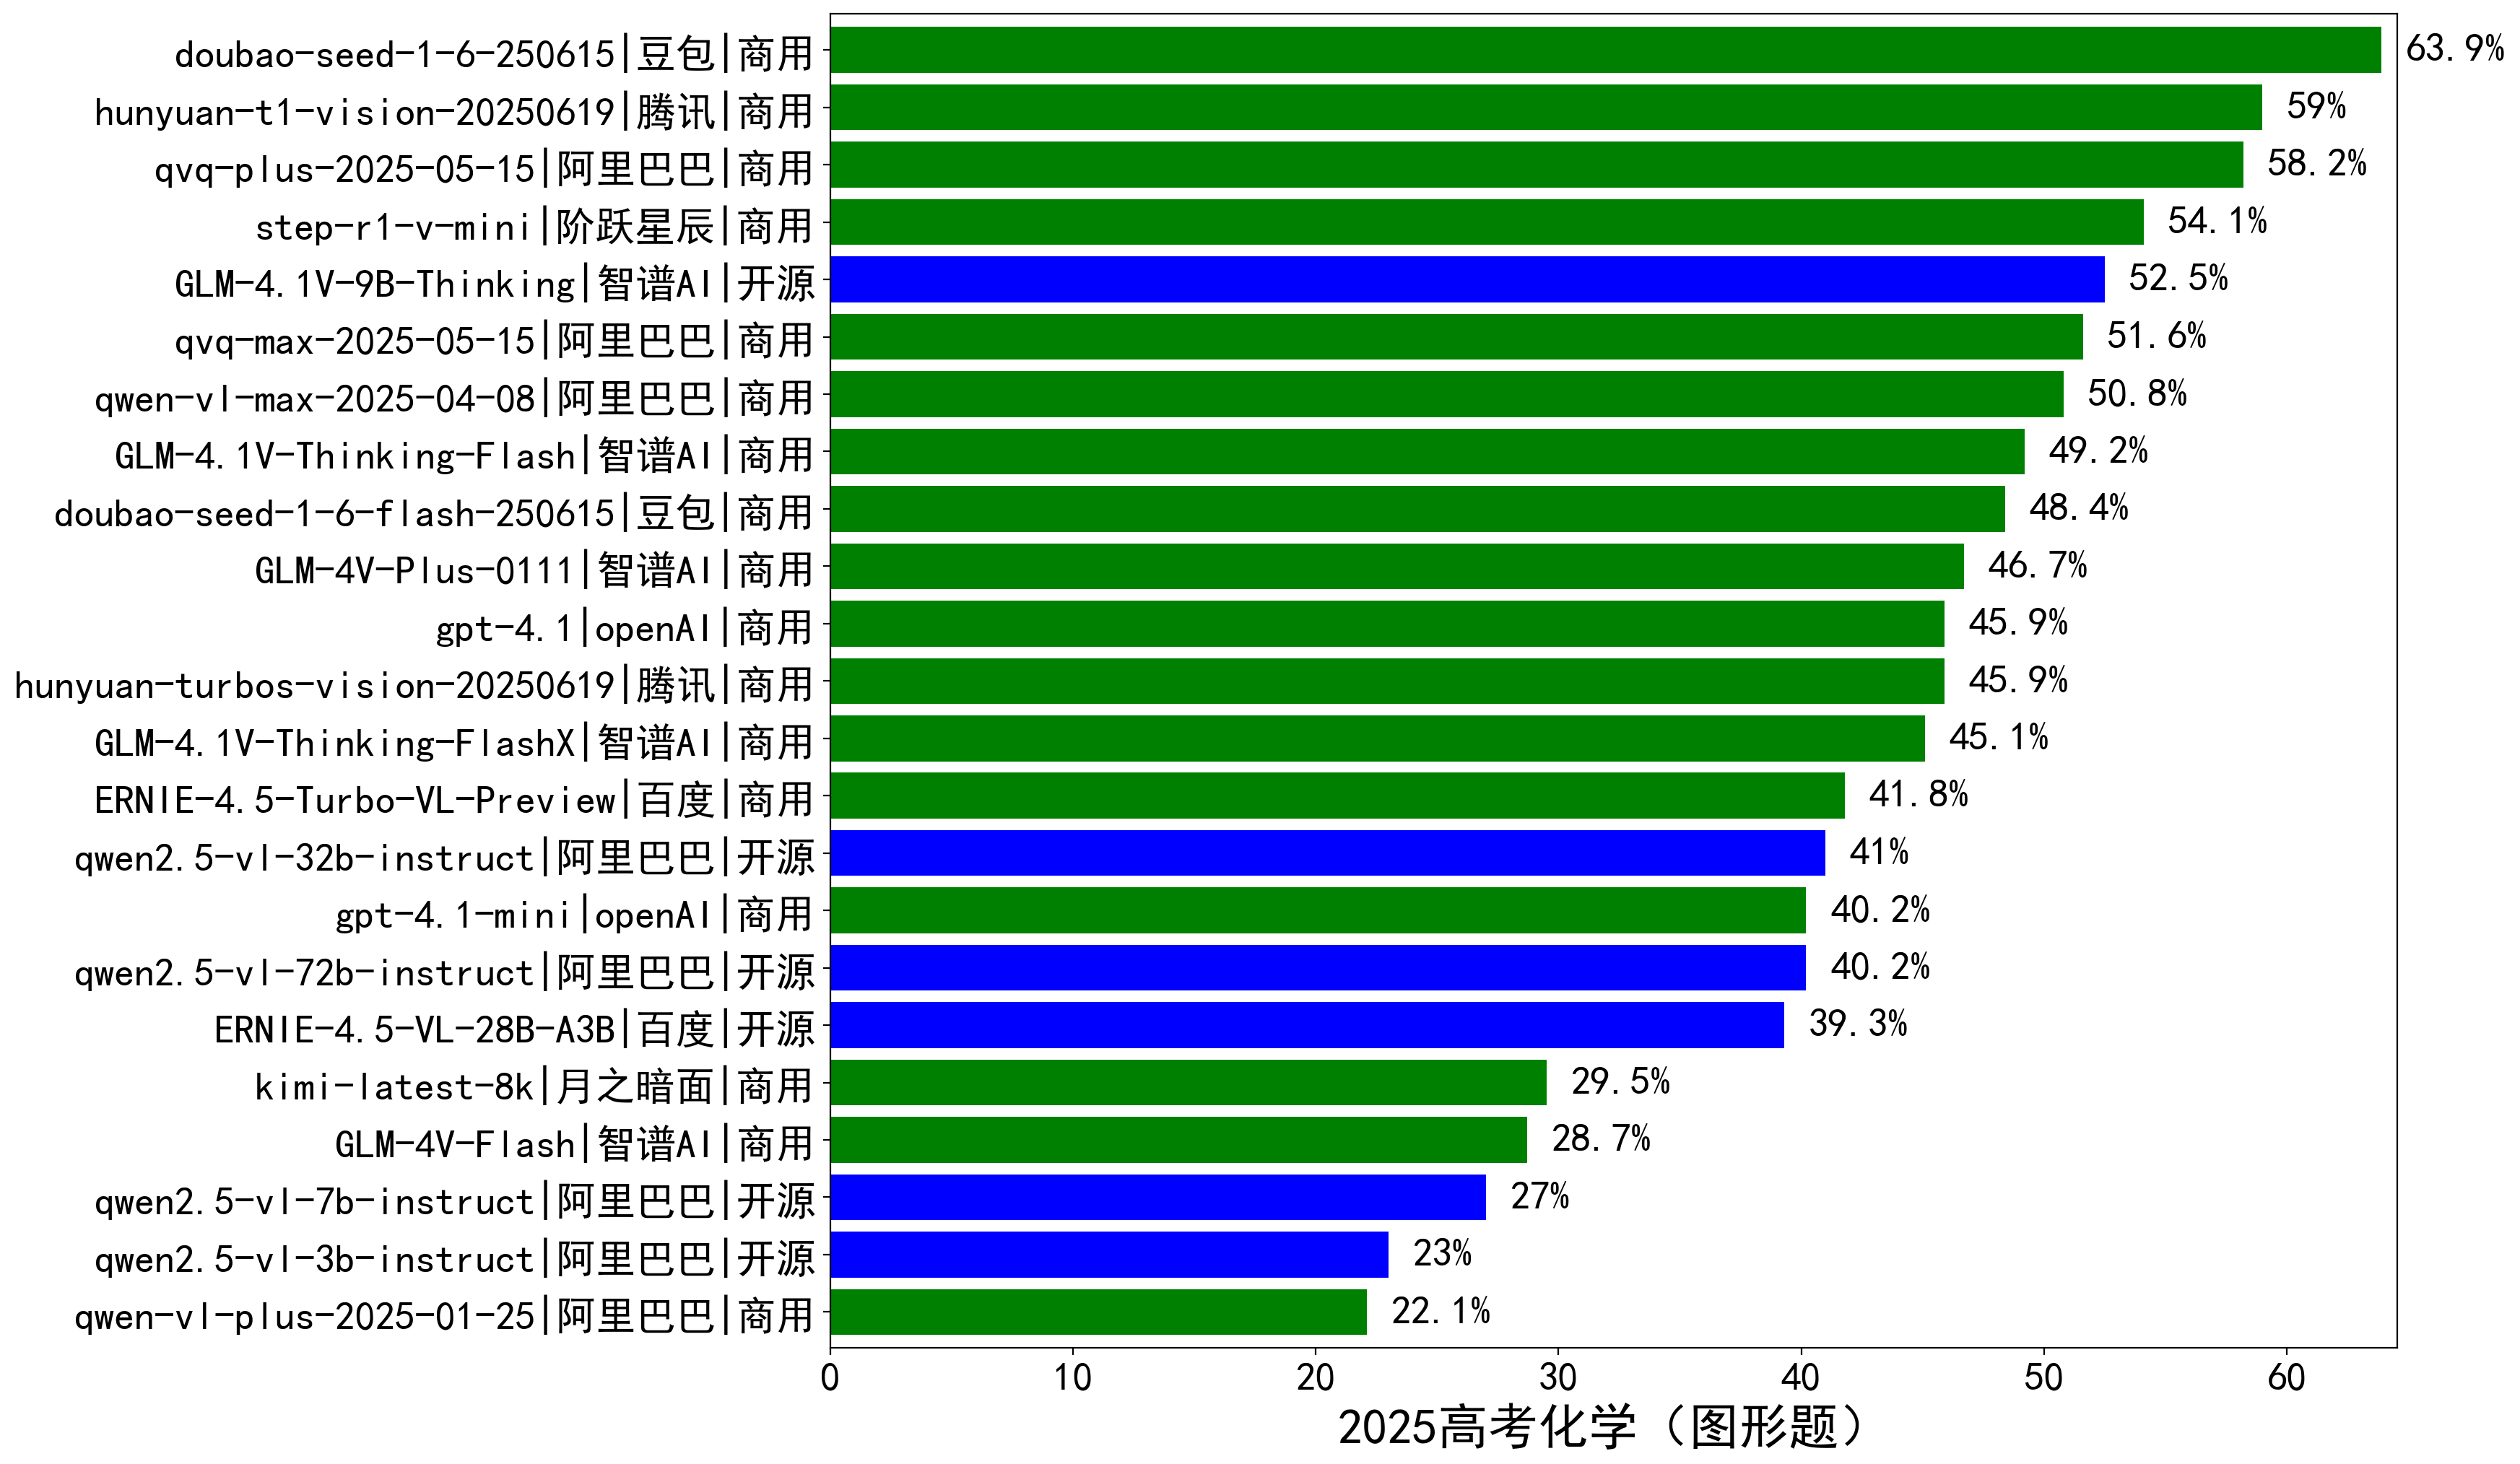 doubao-seed-1-6-250615|豆包|商用 63.9%
hunyuan-t1-vision-20250619|腾讯|商用 59%
qvq-plus-2025-05-15|阿里巴巴|商用 58.2%
step-r1-v-mini|阶跃星辰|商用 54.1%
GLM-4.1V-9B-Thinking|智谱AI|开源 52.5%
qvq-max-2025-05-15|阿里巴巴|商用 51.6%
qwen-vl-max-2025-04-08|阿里巴巴|商用 50.8%
GLM-4.1V-Thinking-Flash|智谱AI|商用 49.2%
doubao-seed-1-6-flash-250615|豆包|商用 48.4%
GLM-4V-Plus-0111|智谱AI|商用 46.7%
gpt-4.1|openAI|商用 45.9%
hunyuan-turbos-vision-20250619|腾讯|商用 45.9%
GLM-4.1V-Thinking-FlashX|智谱AI|商用 45.1%
ERNIE-4.5-Turbo-VL-Preview|百度|商用 41.8%
qwen2.5-vl-32b-instruct|阿里巴巴|开源 41%
gpt-4.1-mini|openAI|商用 40.2%
qwen2.5-vl-72b-instruct|阿里巴巴|开源 40.2%
ERNIE-4.5-VL-28B-A3B|百度|开源 39.3%
kimi-latest-8k|月之暗面|商用 29.5%
GLM-4V-Flash|智谱AI|商用 28.7%
qwen2.5-vl-7b-instruct|阿里巴巴|开源 27%
qwen2.5-vl-3b-instruct|阿里巴巴|开源 23%
qwen-vl-plus-2025-01-25|阿里巴巴|商用 22.1%
0 10 20 30 40 50 60
2025高考化学（图形题）